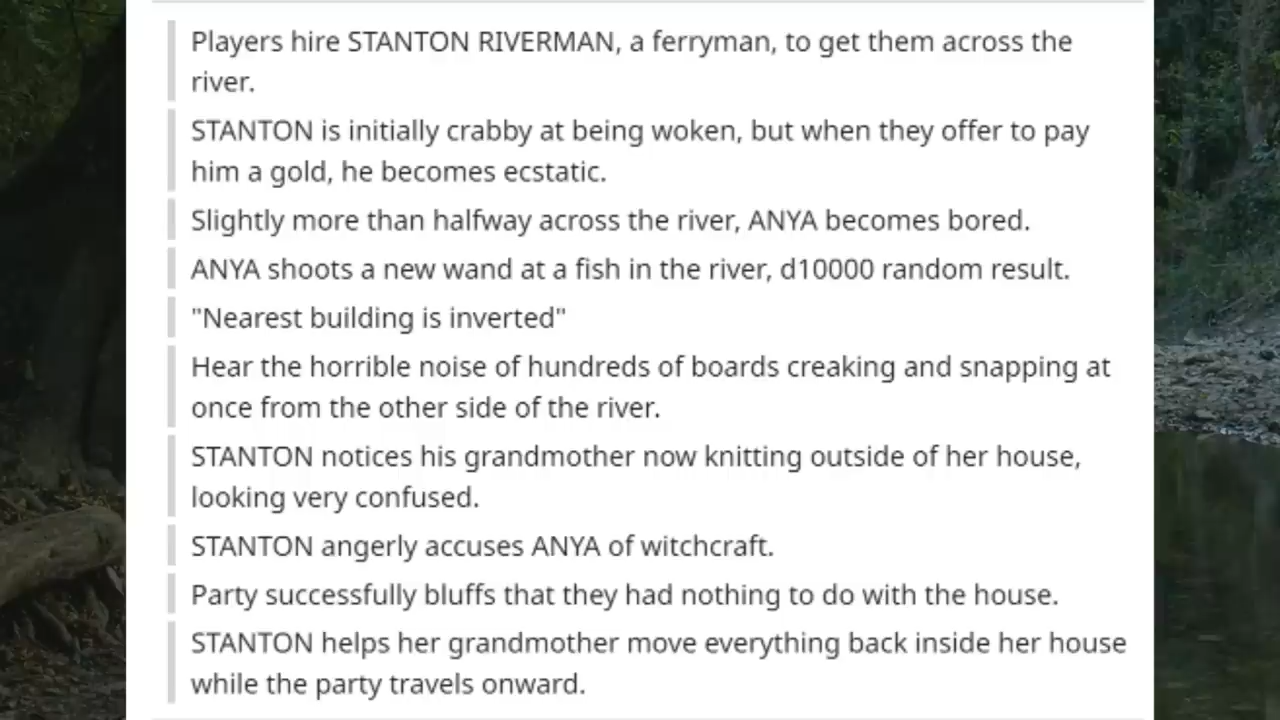 Players hire STANTON RIVERMAN, a ferryman, to get them across the
river.
STANTON is initially crabby at being woken, but when they offer to pay
him a gold, he becomes ecstatic.
Slightly more than halfway across the river, ANYA becomes bored.
ANYA shoots a new wand at a fish in the river, d10000 random result.
"Nearest building is inverted"
Hear the horrible noise of hundreds of boards creaking and snapping at
once from the other side of the river.
STANTON notices his grandmother now knitting outside of her house,
looking very confused.
STANTON angerly accuses ANYA of witchcraft.
Party successfully bluffs that they had nothing to do with the house.
STANTON helps her grandmother move everything back inside her house
while the party travels onward.